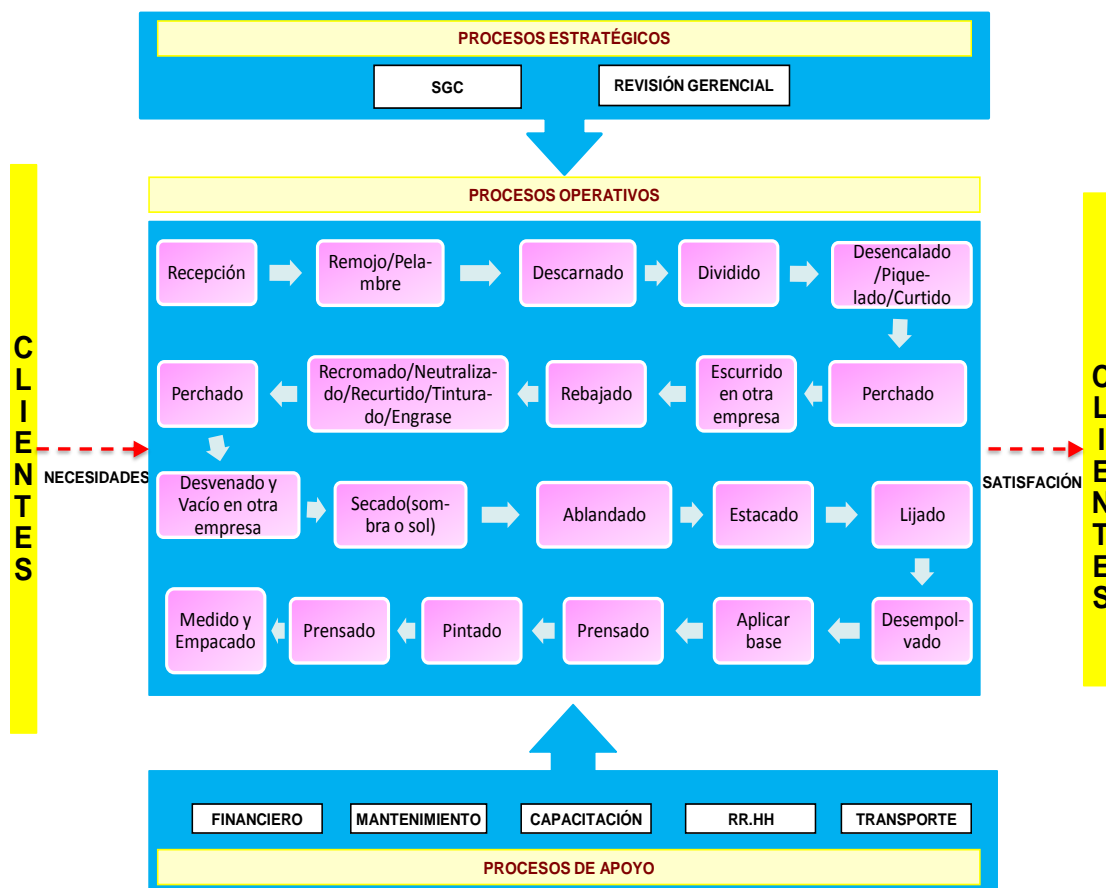 PROCESOS ESTRATÉGICOS
SGC
REVISIÓN GERENCIAL
CLIENTES
NECESIDADES
PROCESOS OPERATIVOS
Recepción
Remojo/Pela-
mbre
Descarnado
Dividido
Desencalado
/Pique-
lado/Curtido
Perchado
Escurrido
en otra
empresa
Rebajado
Recromado/Neutraliza-
do/Recurtido/Tintura-
do/Engrase
Perchado
Desvenado y
Vacío en otra
empresa
Secado(som-
bra o sol)
Ablandado
Estacado
Lijado
Desempol-
vado
Aplicar
base
Prensado
Pintado
Prensado
Medido y
Empacado
SATISFACIÓN
CLIENTES
FINANCIERO
MANTENIMIENTO
CAPACITACIÓN
RR.HH
TRANSPORTE
PROCESOS DE APOYO